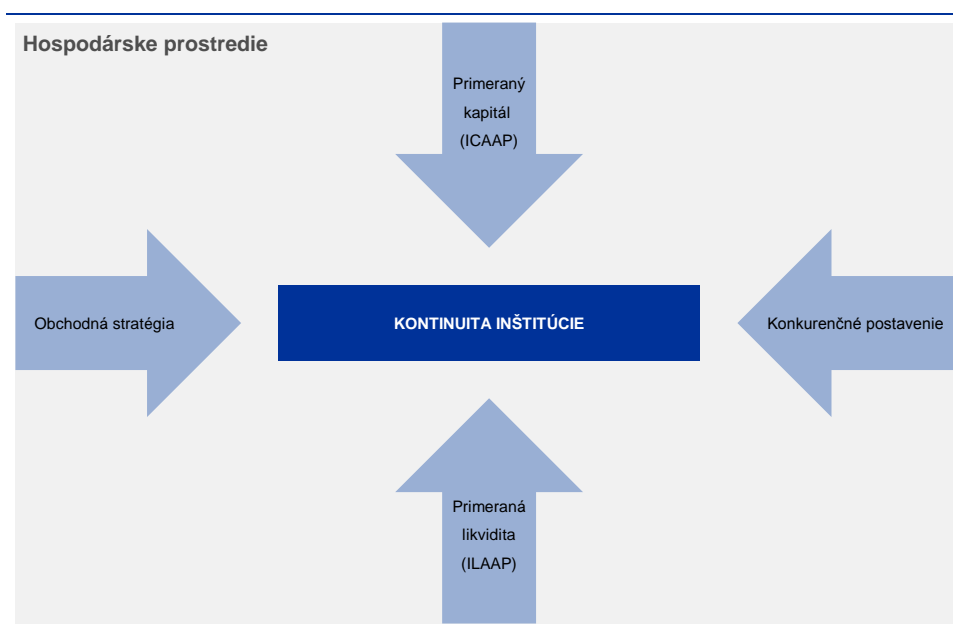 Hospodárske prostredie
Primeraný
kapitál
(ICAAP)
Obchodná stratégia
KONTINUITA INŠTITÚCIE
Konkurenčné postavenie
Primeraná
likvidita
(ILAAP)